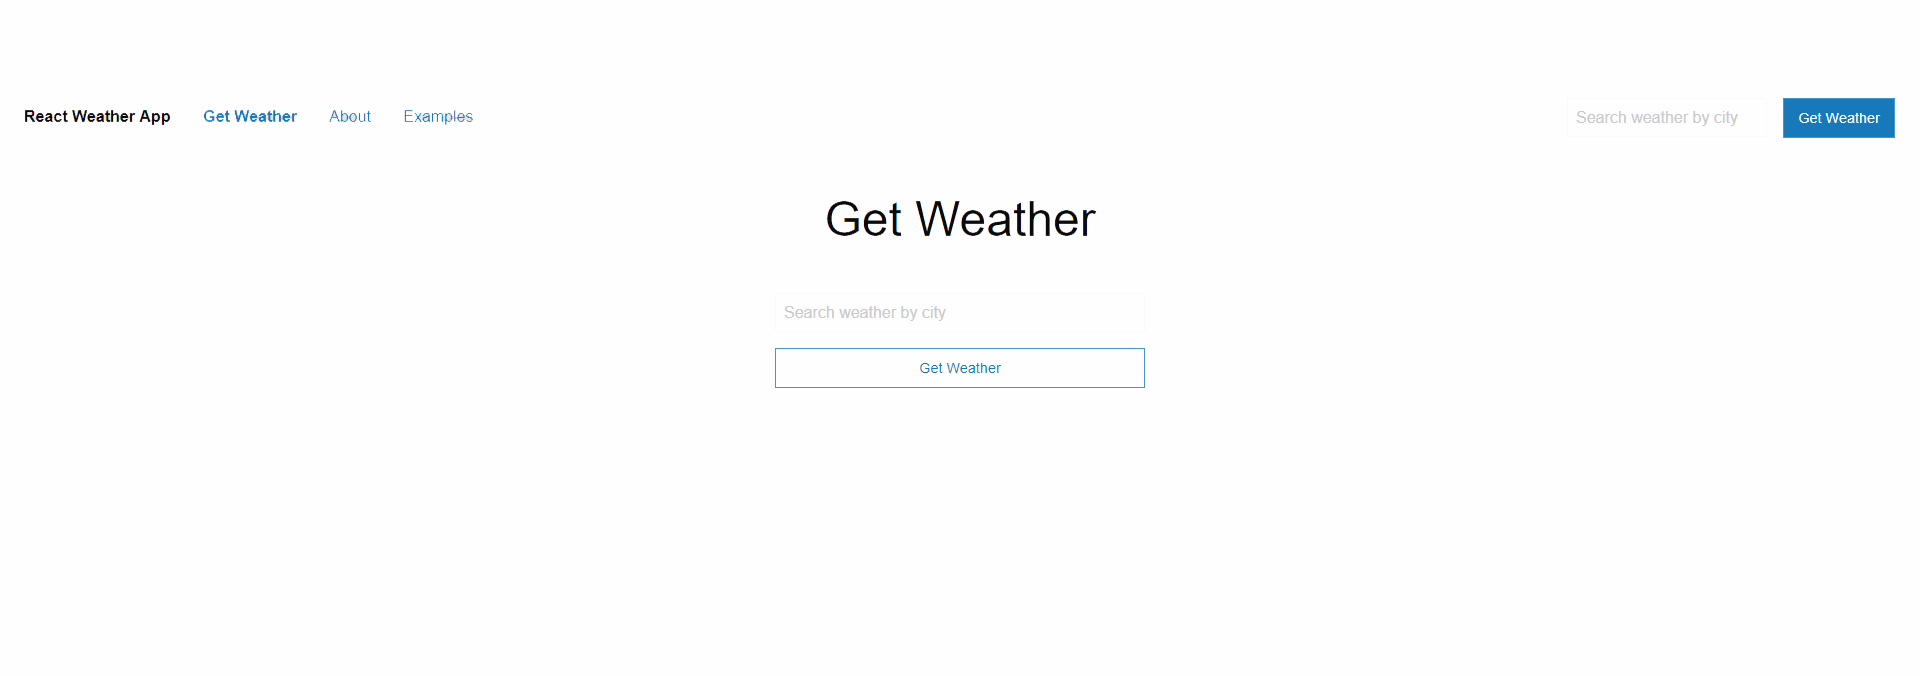 React Weather App Get Weather About Examples Search weather by city Get Weather
Get Weather
Search weather by city
Get Weather